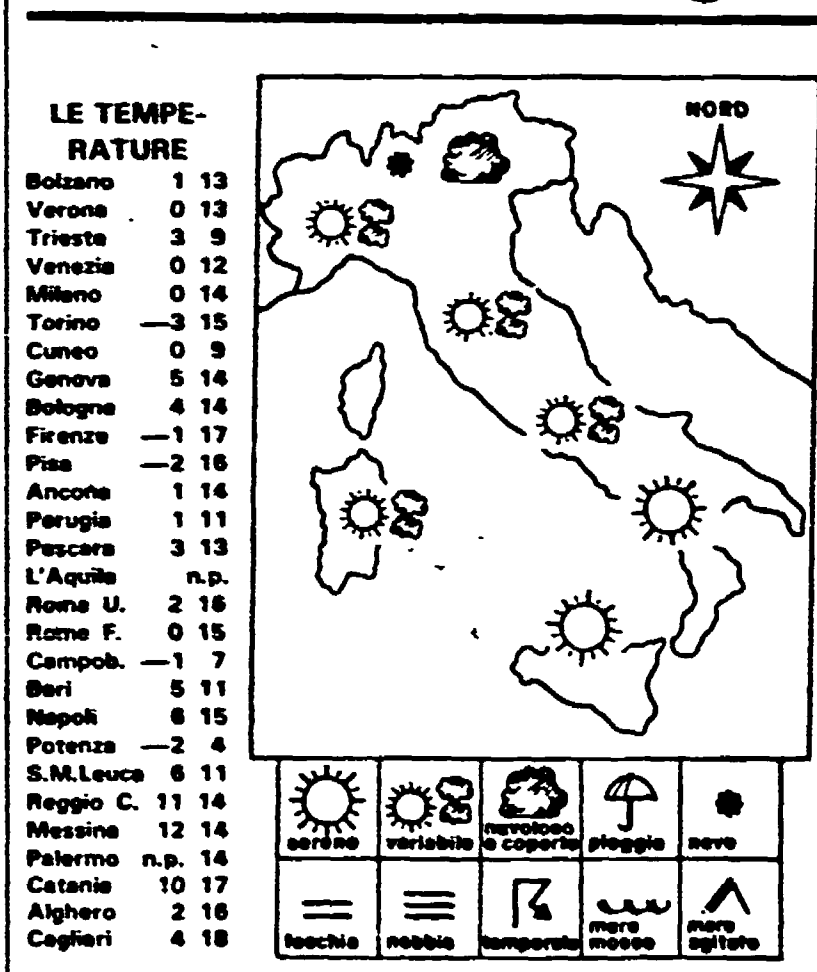 LE TEMPE-
RATURE
Bolzano 1 13
Verona 0 13
Trieste 3 9
Venezia 0 12
Milano 0 14
Torino —3 15
Cuneo 0 9
Genova 5 14
Bologna 4 14
Firenze —1 17
Pisa —2 16
Ancona 1 14
Perugia 1 11
Pescara 3 13
L'Aquila n.p.
Roma U. 2 16
Roma F. 0 15
Campob. —1 7
Bari 5 11
Napoli 6 15
Potenza —2 4
S.M.Leuca 6 11
Reggio C. 11 14
Messina 12 14
Palermo n.p. 14
Catania 10 17
Alghero 2 16
Cagliari 4 18
NORD
sereno
variabile
nuvoloso
o coperto
pioggia
neve
foschia
nebbia
temporale
mare
mosso
mare
agitato